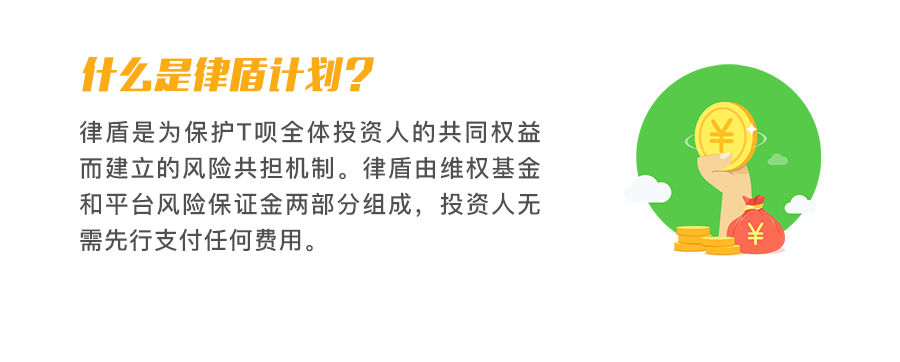 什么是律盾计划?
律盾是为保护T呗全体投资人的共同权益
而建立的风险共担机制。律盾由维权基金
和平台风险保证金两部分组成，投资人无
需先行支付任何费用。
¥
¥